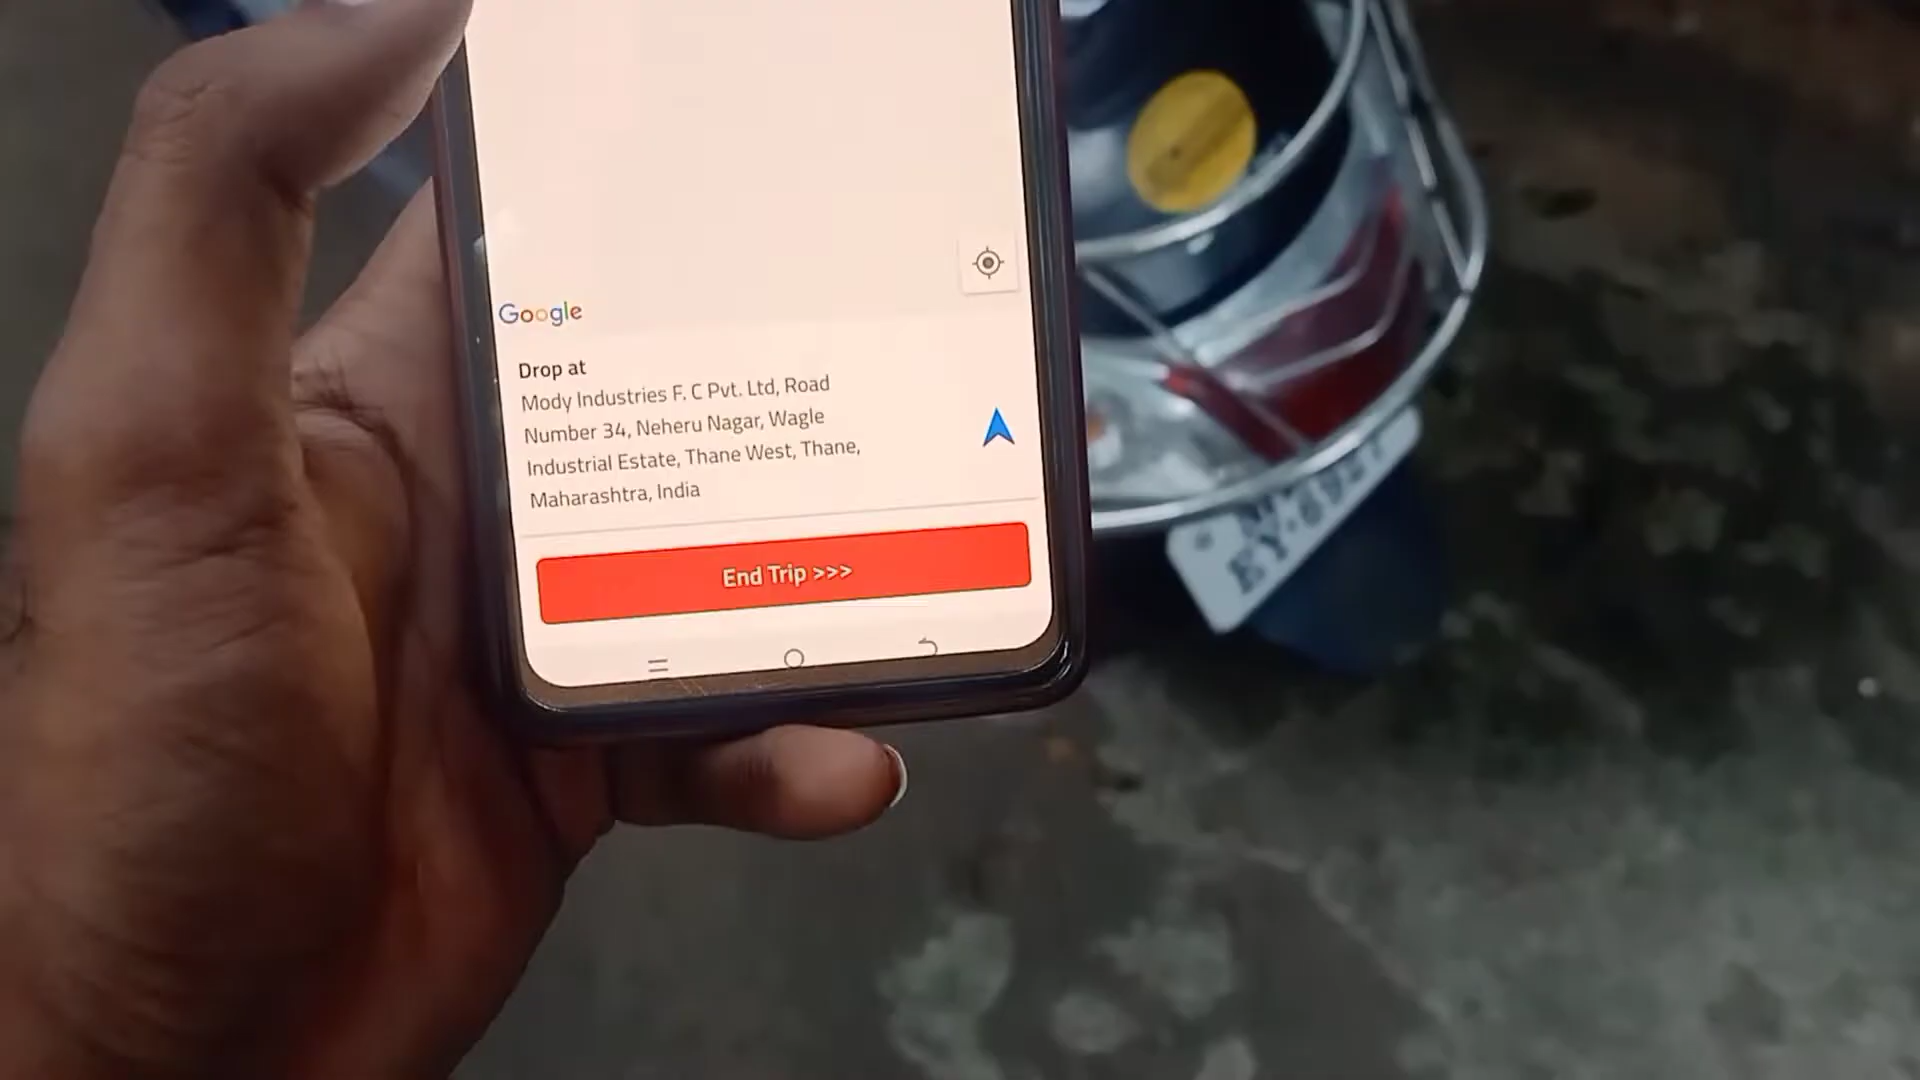 Google
Drop at
Mody Industries F. C Pvt. Ltd, Road
Number 34, Neheru Nagar, Wagle
Industrial Estate, Thane West, Thane,
Maharashtra, India
End Trip >>>